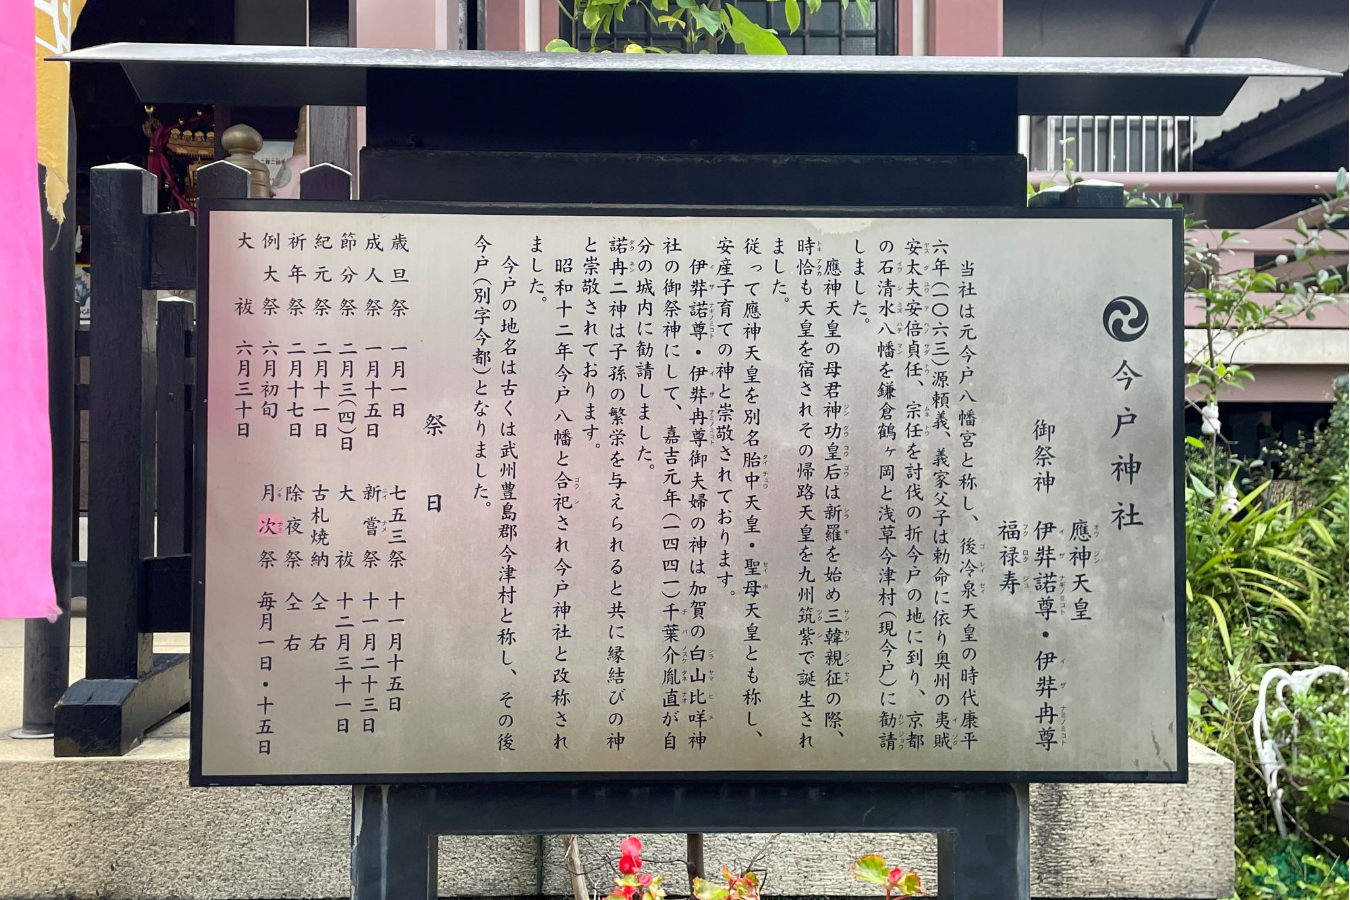 今戸神社
御祭神
應神天皇
伊弉諾尊・伊弉冉尊
福禄寿
当社は元今戸八幡宮と称し、後冷泉天皇の時代康平
六年(一〇六三)源頼義、義家父子は勅命に依り奥州の夷賊
安太夫安倍貞任、宗任を討伐の折今戸の地に到り、京都
の石清水八幡を鎌倉鶴ヶ岡と浅草今津村(現今戸)に勧請
しました。
應神天皇の母君神功皇后は新羅を始め三韓親征の際、
時恰も天皇を宿されその帰路天皇を九州筑紫で誕生され
ました。
従って應神天皇を別名胎中天皇・聖母天皇とも称し、
安産子育ての神と崇敬されております。
伊弉諾尊・伊弉冉尊御夫婦の神は加賀の白山比咩神
社の御祭神にして、嘉吉元年(一四四一)千葉介胤直が自
分の城内に勧請しました。
諾冉二神は子孫の繁栄を与えられると共に縁結びの神
と崇敬されております。
昭和十二年今戸八幡と合祀され今戸神社と改称され
ました。
今戸の地名は古くは武州豊島郡今津村と称し、その後
今戸(別字今都)となりました。
祭日
歳旦祭 一月一日 七五三祭 十一月十五日
成人祭 一月十五日 新嘗祭 十一月二十三日
節分祭 二月三(四)日 大祓 十二月三十一日
紀元祭 二月十一日 古札焼納 仝右
祈年祭 二月十七日 除夜祭 仝右
例大祭 六月初旬 月次祭 毎月一日・十五日
大祓 六月三十日